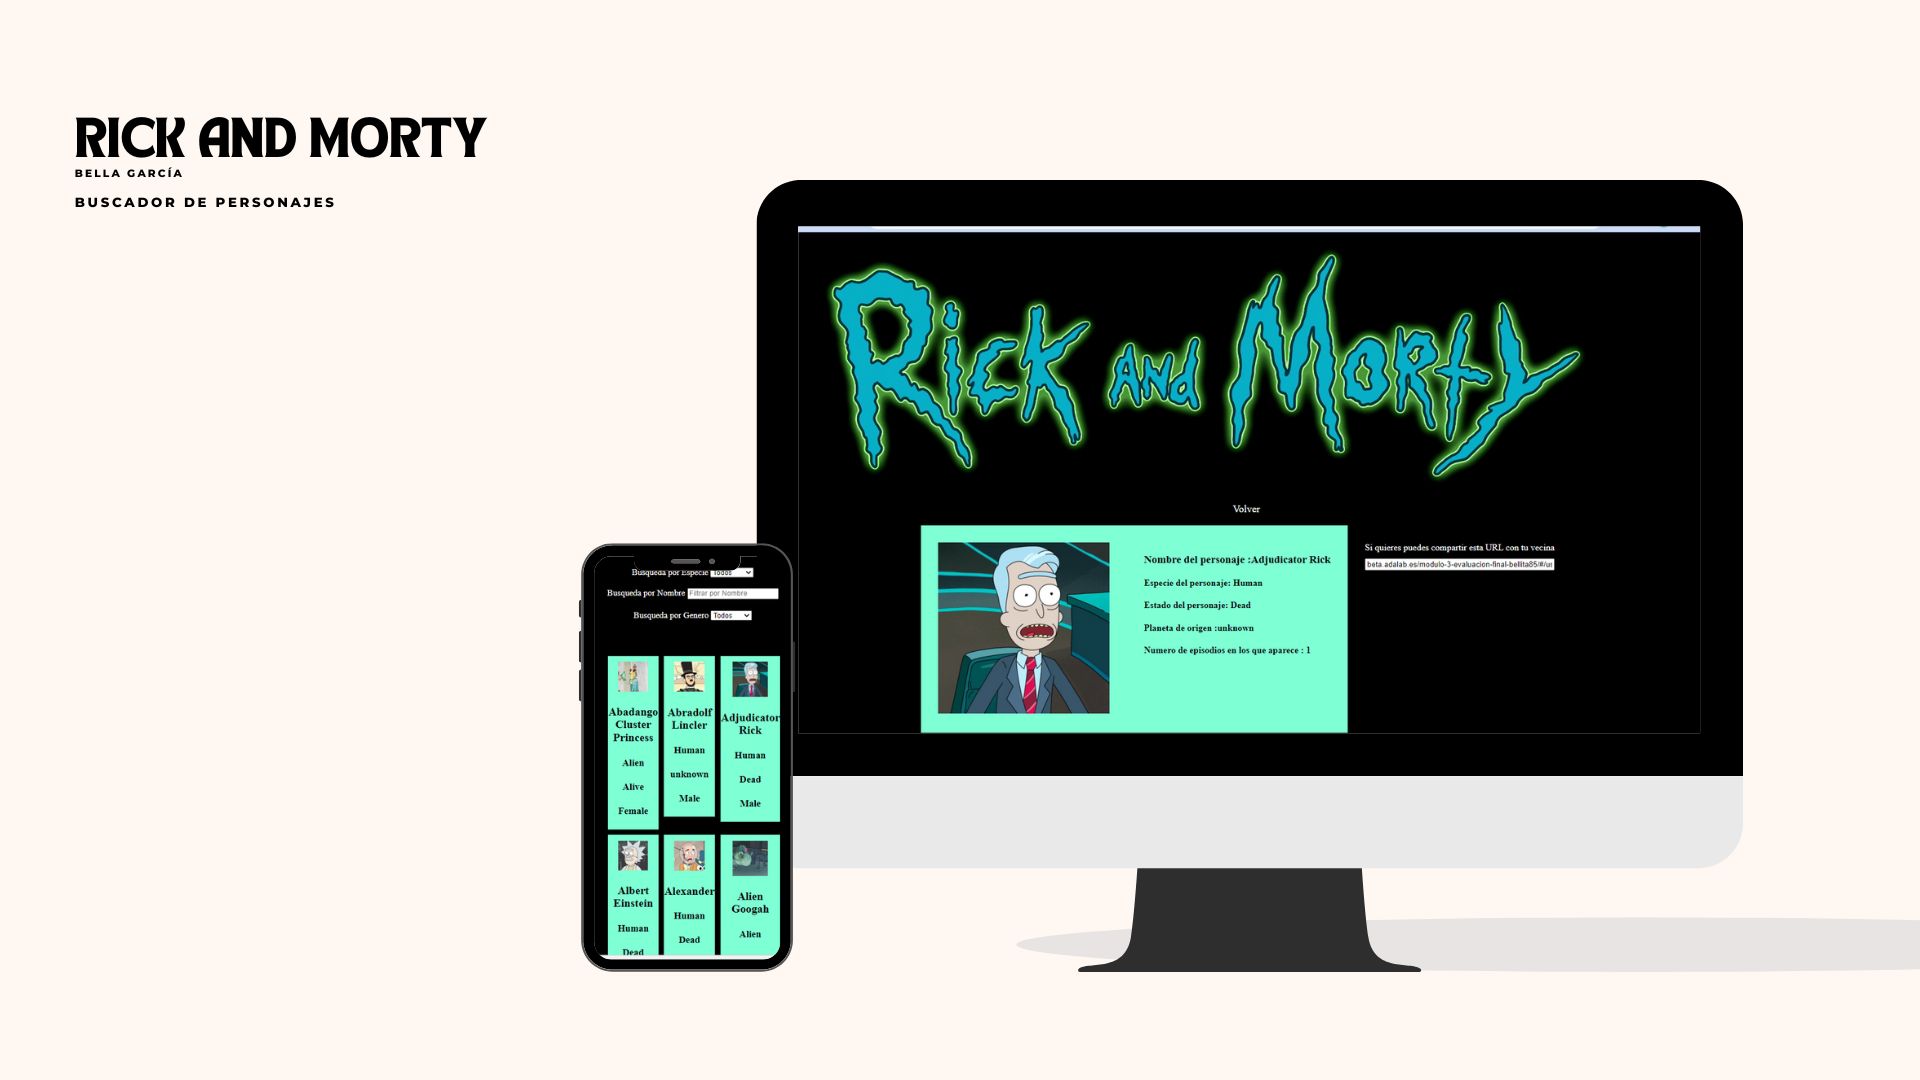 RICK AND MORTY
BELLA GARCÍA
BUSCADOR DE PERSONAJES
Rick and Morty
Volver
Nombre del personaje :Adjudicator Rick
Especie del personaje: Human
Estado del personaje: Dead
Planeta de origen :unknown
Numero de episodios en los que aparece : 1
Si quieres puedes compartir esta URL con tu vecina
beta.adalab.es/modulo-3-evaluacion-final-bellita85/#/us
Busqueda por Especie Todos
Busqueda por Nombre Filtrar por Nombre
Busqueda por Genero Todos
Abadango
Cluster
Princess
Alien
Alive
Female
Abradolf
Lincler
Human
unknown
Male
Adjudicator
Rick
Human
Dead
Male
Albert
Einstein
Human
Dead
Alexander
Human
Dead
Alien
Googah
Alien